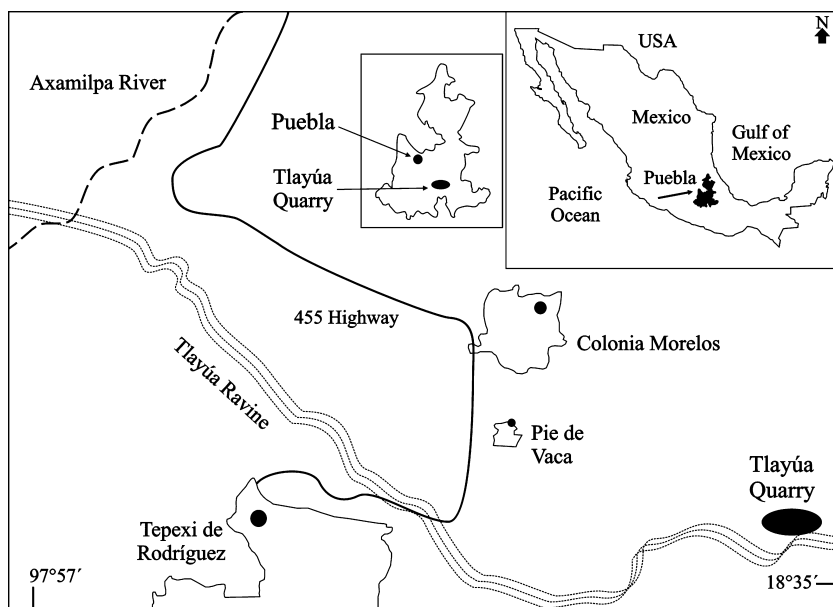 Axamilpa River
Puebla
Tlayúa
Quarry
N
USA
Mexico
Gulf of
Mexico
Puebla
Pacific
Ocean
455 Highway
Tlayúa Ravine
Colonia Morelos
Pie de
Vaca
Tlayúa
Quarry
Tepexi de
Rodríguez
97°57´
18°35´